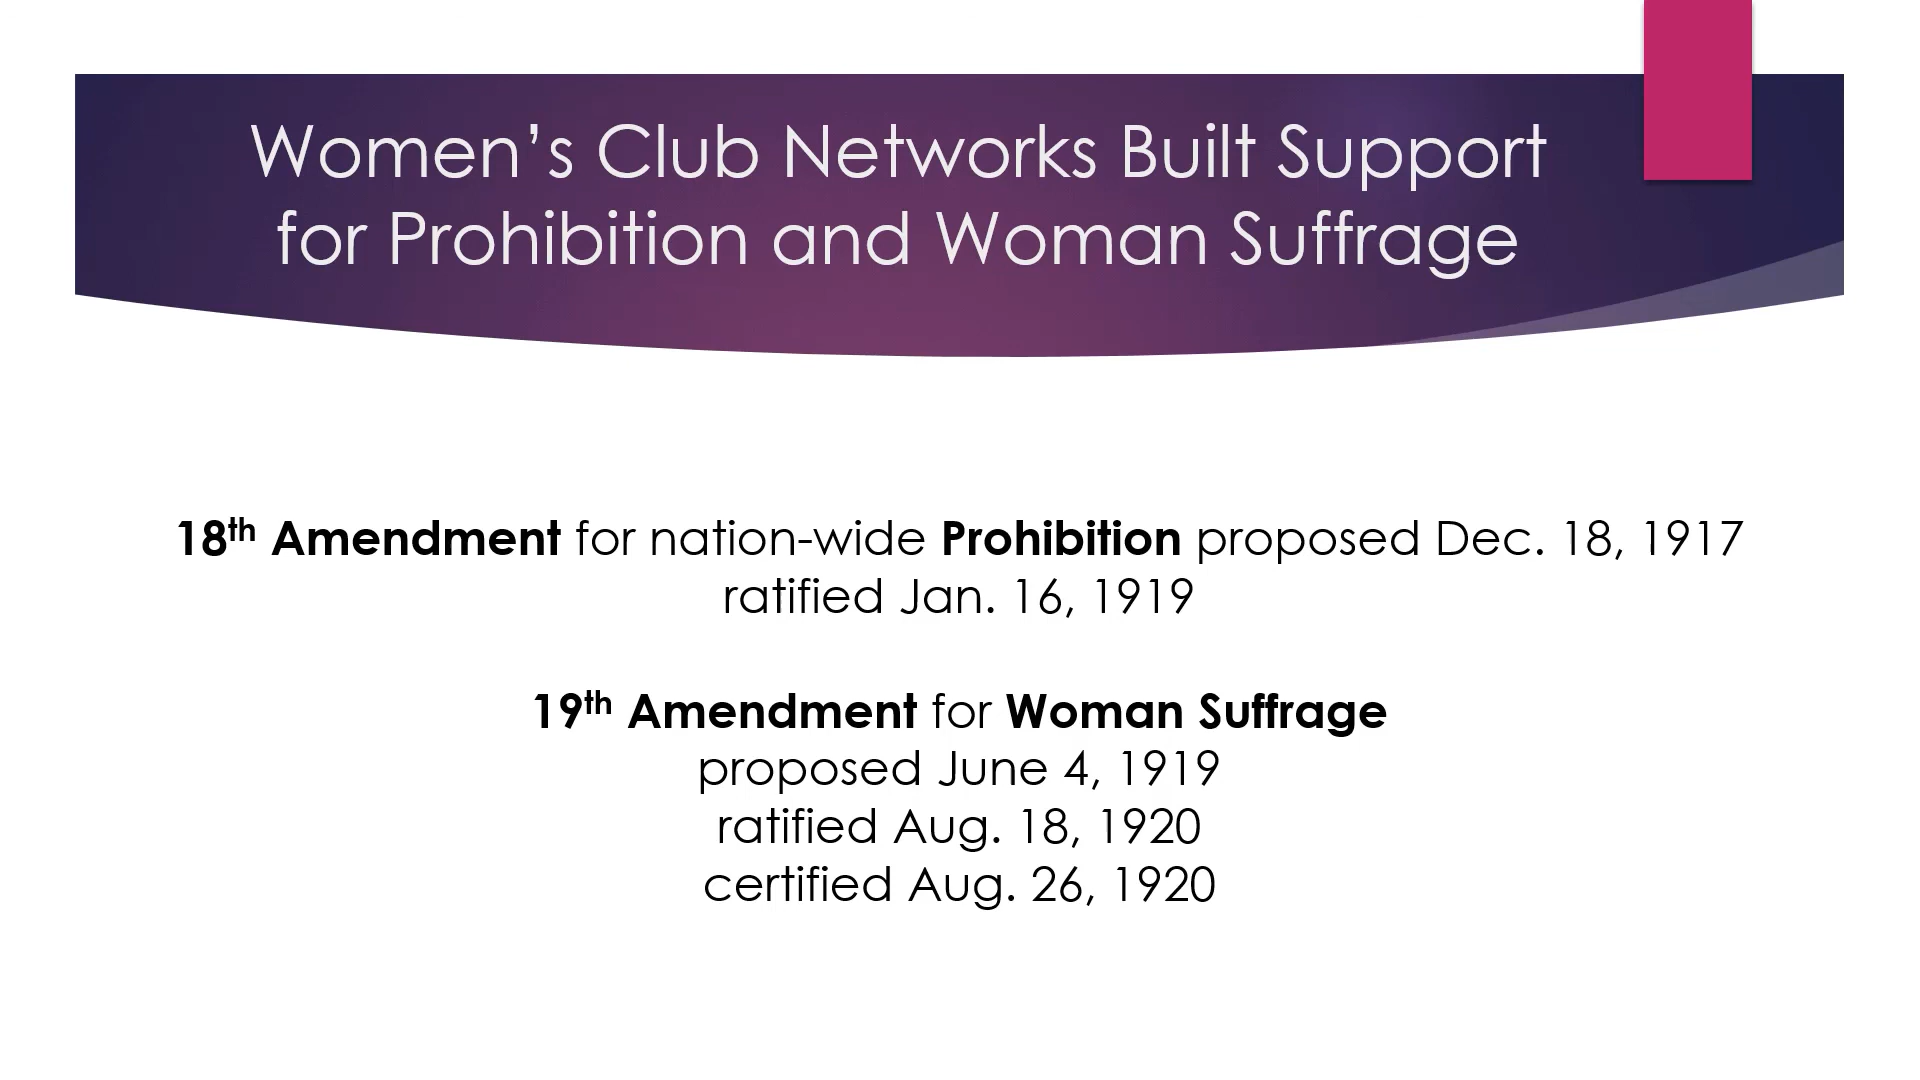 Women’s Club Networks Built Support
for Prohibition and Woman Suffrage
18th Amendment for nation-wide Prohibition proposed Dec. 18, 1917
ratified Jan. 16, 1919
19th Amendment for Woman Suffrage
proposed June 4, 1919
ratified Aug. 18, 1920
certified Aug. 26, 1920